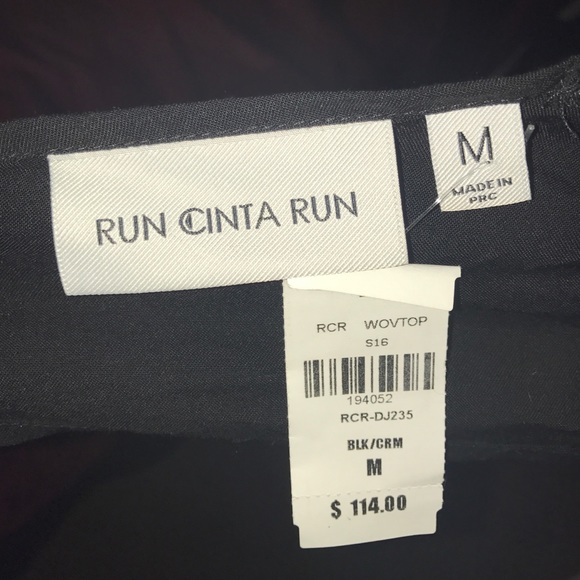 RUN CINTA RUN
M
MADE IN
PRC
RCR WOVTOP
S16
194052
RCR-DJ235
BLK/CRM
M
$ 114.00